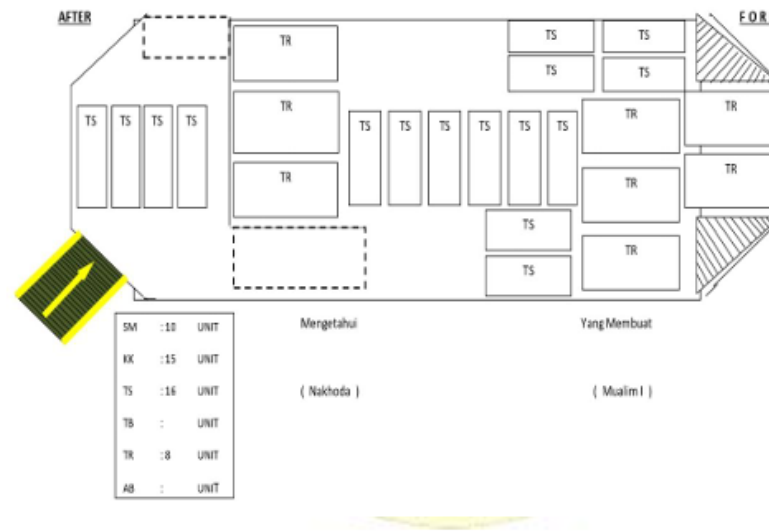 AFTER
F O R
TR
TS TS
TS TS
TS TS TS TS
TR
TS TS TS TS TS TS
TR
TR
TR
TR
TR
TR
TS
TS
SM : 10 UNIT
KK : 15 UNIT
TS : 16 UNIT
TB : UNIT
TR : 8 UNIT
AB : UNIT
Mengetahui
Yang Membuat
( Nakhoda )
( Mualim I )